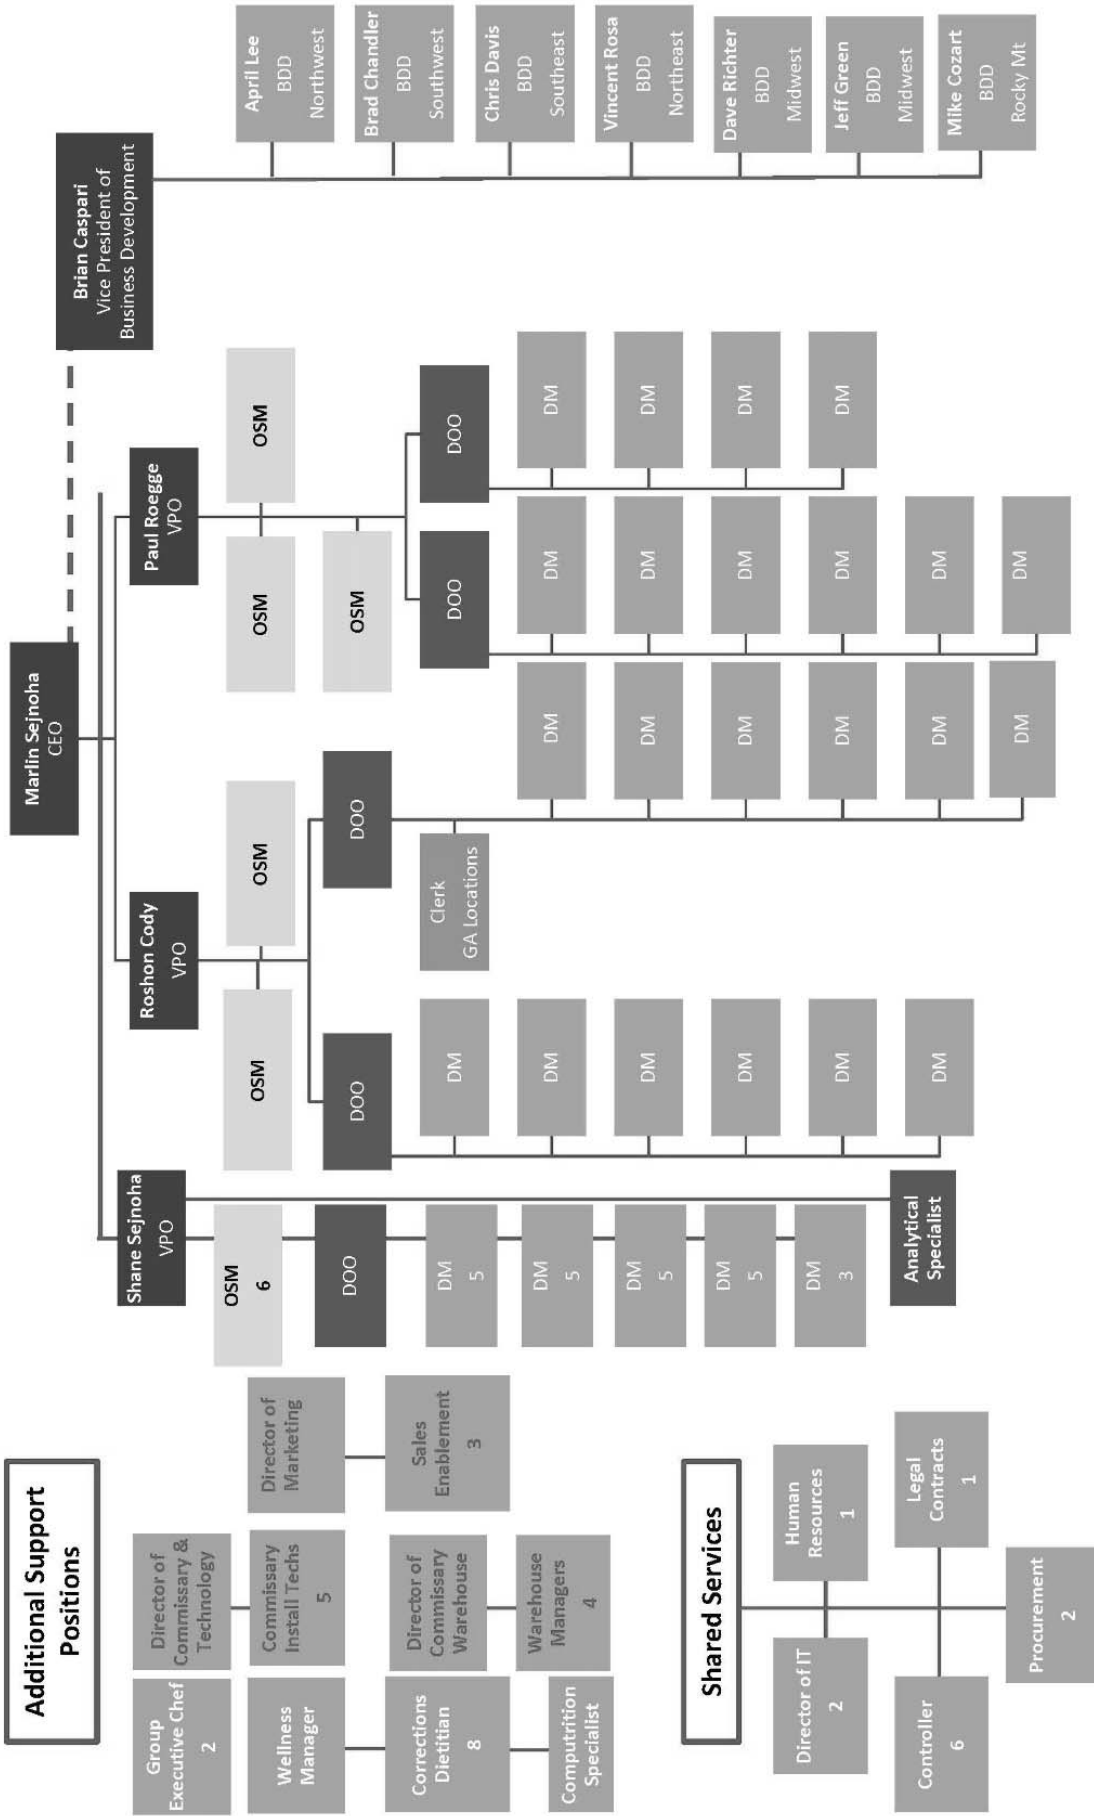 Additional Support
Positions
Group
Executive Chef
2
Wellness
Manager
Corrections
Dietitian
8
Computrition
Specialist
Director of
Commissary &
Technology
Commissary
Install Techs
5
Director of
Commissary
Warehouse
Warehouse
Managers
4
Director of
Marketing
Sales
Enablement
3
Shared Services
Director of IT
2
Human
Resources
1
Controller
6
Legal
Contracts
1
Procurement
2
Marlin Sejnoha
CEO
Shane Sejnoha
VPO
OSM
6
DOO
DM
5
DM
5
DM
5
DM
5
DM
3
Analytical
Specialist
Roshon Cody
VPO
OSM
OSM
DOO
DM
DM
DM
DM
DM
DM
DOO
Clerk
GA Locations
DM
DM
DM
DM
DM
DM
Paul Roegge
VPO
OSM
OSM
OSM
DOO
DM
DM
DM
DM
DM
DM
DOO
DM
DM
DM
DM
Brian Caspari
Vice President of
Business Development
April Lee
BDD
Northwest
Brad Chandler
BDD
Southwest
Chris Davis
BDD
Southeast
Vincent Rosa
BDD
Northeast
Dave Richter
BDD
Midwest
Jeff Green
BDD
Midwest
Mike Cozart
BDD
Rocky Mt